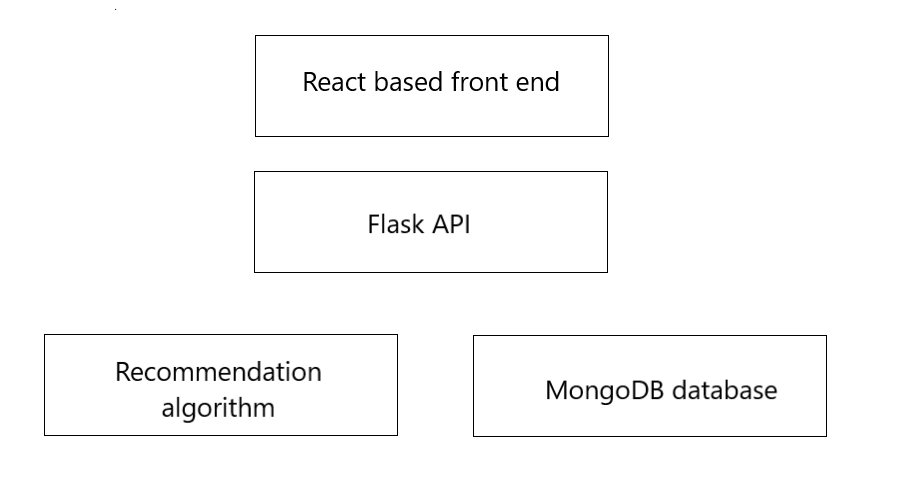 React based front end
Flask API
Recommendation
algorithm
MongoDB database